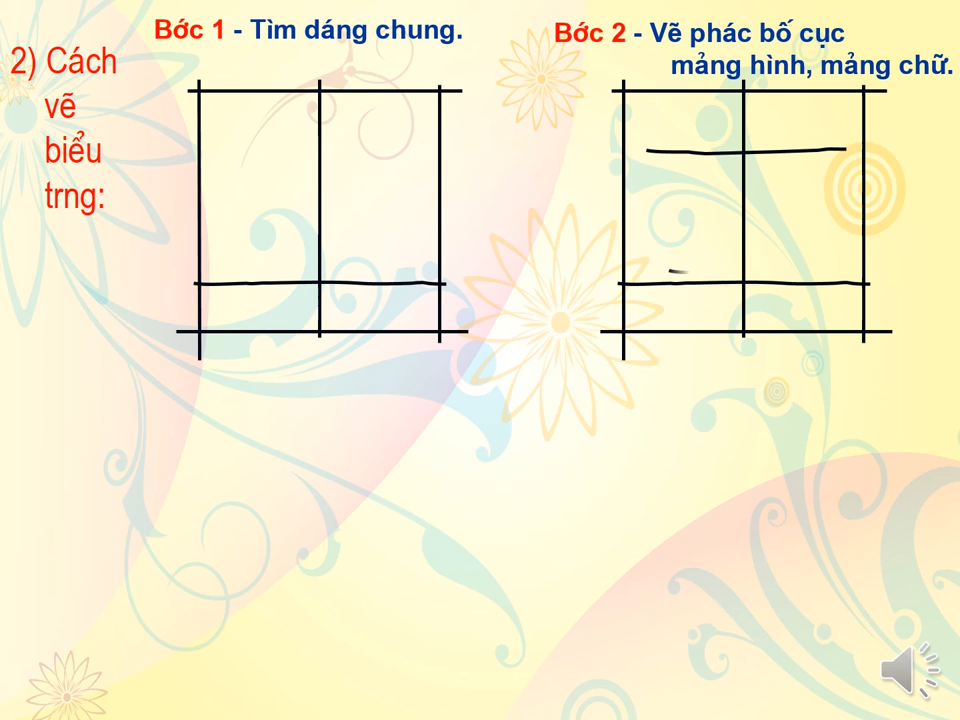 2) Cách
vẽ
biểu
trng:
Bớc 1 - Tìm dáng chung.
Bớc 2 - Vẽ phác bố cục
mảng hình, mảng chữ.